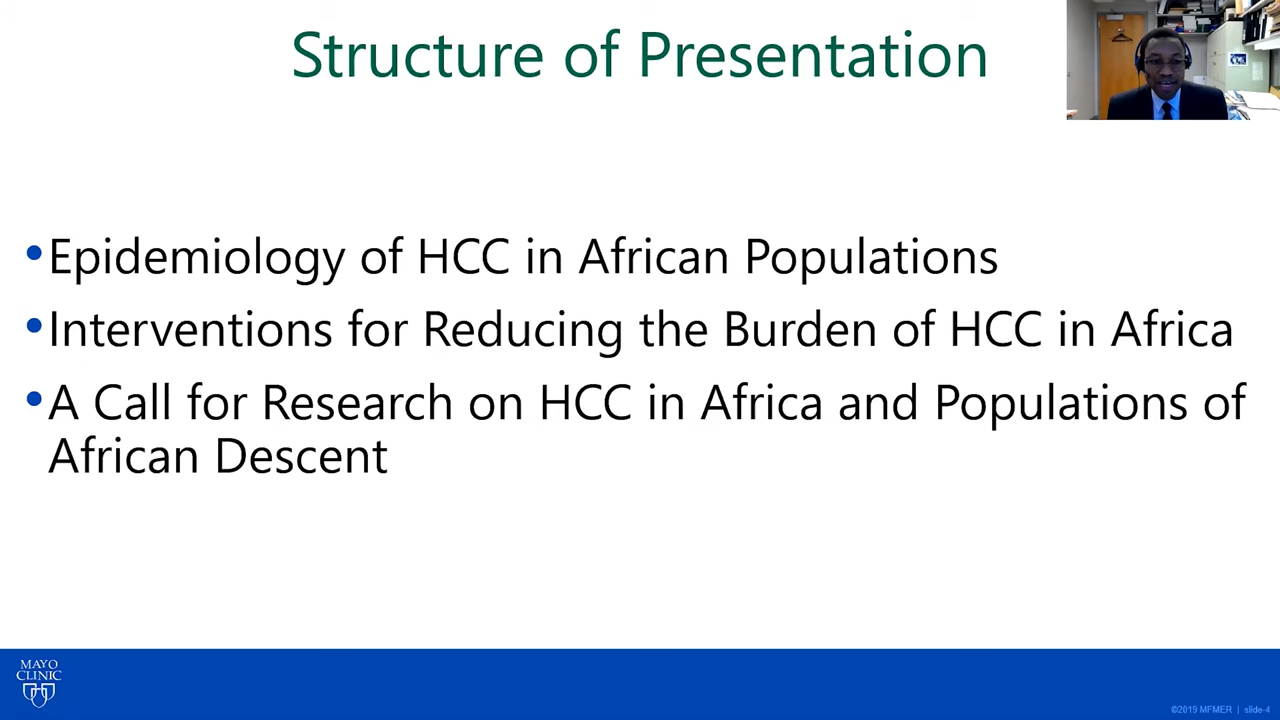 Structure of Presentation
•Epidemiology of HCC in African Populations
•Interventions for Reducing the Burden of HCC in Africa
•A Call for Research on HCC in Africa and Populations of
African Descent
MAYO
CLINIC
©2019 MFMER | slide-4